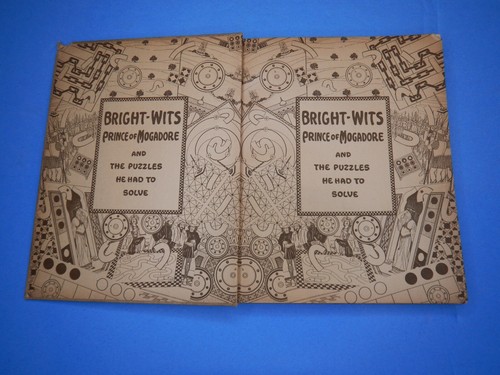 BRIGHT-WITS
PRINCE OF MOGADORE
AND
THE PUZZLES
HE HAD TO
SOLVE
BRIGHT-WITS
PRINCE OF MOGADORE
AND
THE PUZZLES
HE HAD TO
SOLVE